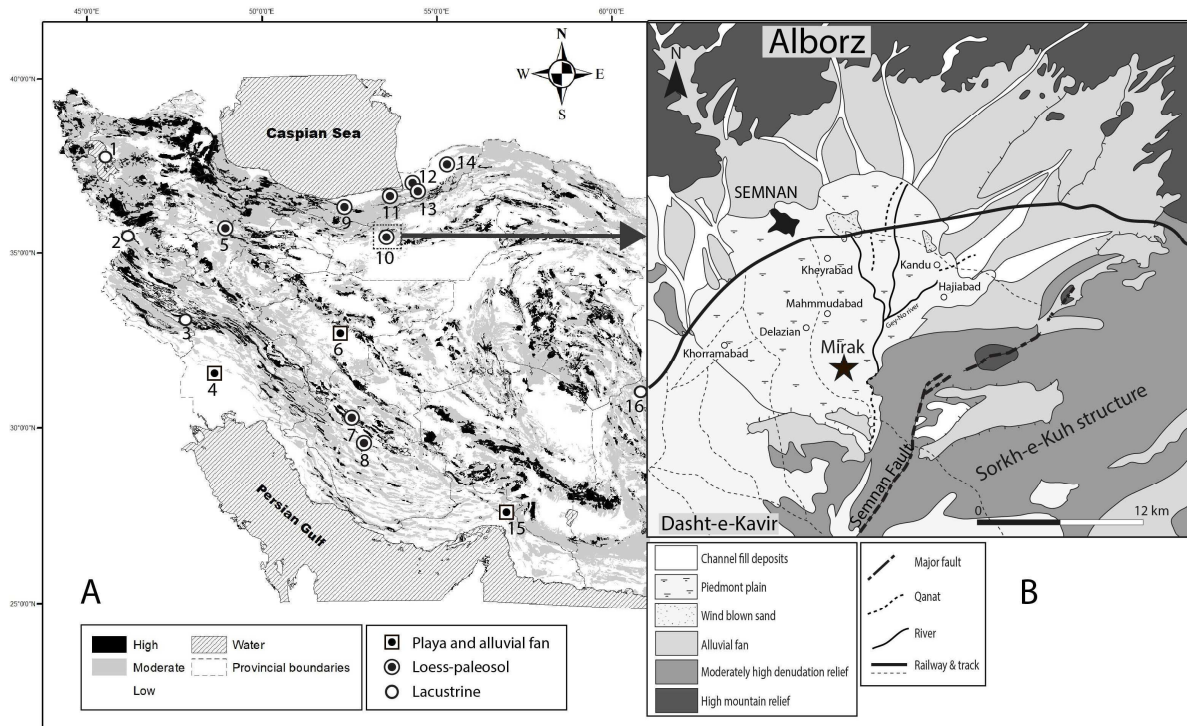 45°0'0"E
50°0'0"E
55°0'0"E
60°0'0"E
40°0'0"N
35°0'0"N
30°0'0"N
25°0'0"N
N
W E
S
Caspian Sea
Persian Gulf
1
2
3
4
5
6
7
8
9
10
11
12
13
14
15
16
A
High
Moderate
Low
Water
Provincial boundaries
Playa and alluvial fan
Loess-paleosol
Lacustrine
Alborz
N
SEMNAN
Kheyrabad
Kandu
Hajiabad
Mahmmudabad
Delazian
Gey-No river
Khorramabad
Mirak
Sorkh-e-Kuh structure
Semnan Fault
Dasht-e-Kavir
0 12 km
Channel fill deposits
Piedmont plain
Wind blown sand
Alluvial fan
Moderately high denudation relief
High mountain relief
Major fault
Qanat
River
Railway & track
B